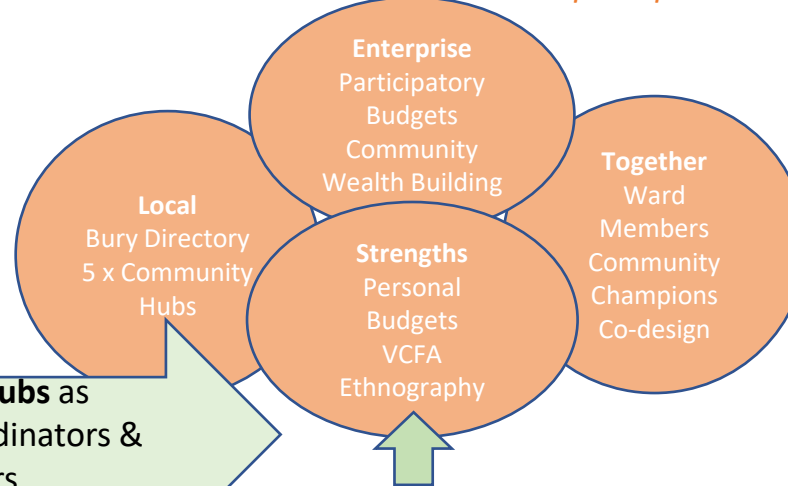 Enterprise
Participatory
Budgets
Community
Wealth Building
Local
Bury Directory
5 x Community
Hubs
Strengths
Personal
Budgets
VCFA
Ethnography
Together
Ward
Members
Community
Champions
Co-design
ubs as
dinators &
rs